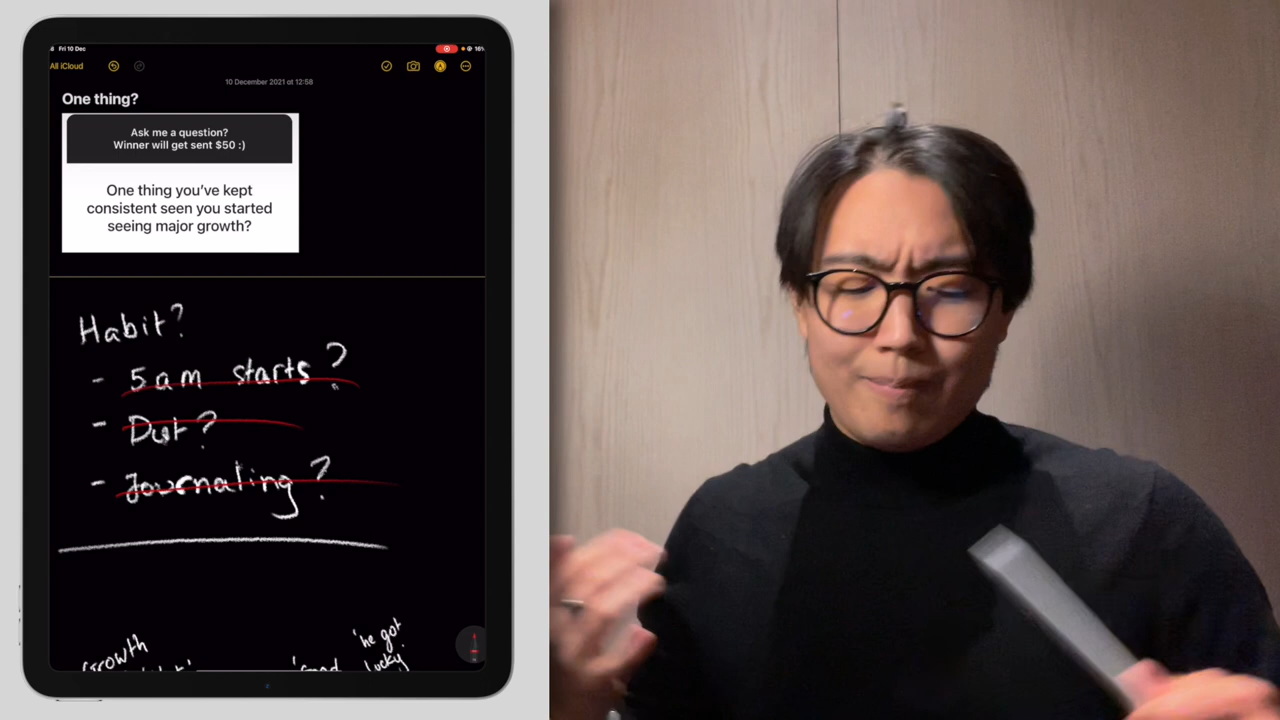 Fri 10 Dec
16%
All iCloud
10 December 2021 at 12:58
One thing?
Ask me a question?
Winner will get sent $50 :)
One thing you've kept
consistent seen you started
seeing major growth?
Habit?
- 5am starts?
- Diet?
- Journaling?
Growth
'he got
lucky'